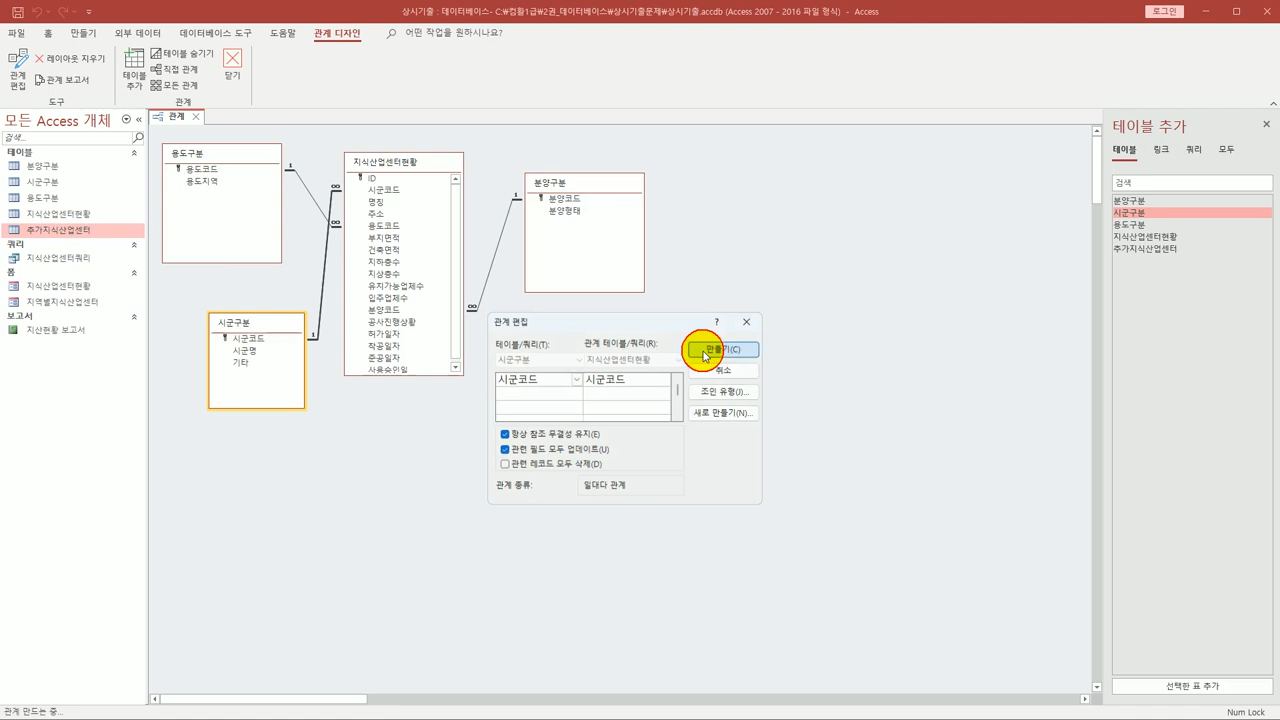 상시기술 : 데이터베이스- C:₩컴활1급₩2권_데이터베이스₩상시기출문제₩상시기출.accdb (Access 2007 - 2016 파일 형식) - Access
로그인
파일 홈 만들기 외부 데이터 데이터베이스 도구 도움말 관계 디자인 어떤 작업을 원하시나요?
관계 편집
레이아웃 지우기
관계 보고서
도구
테이블 추가
테이블 숨기기
직접 관계
모든 관계
관계
닫기
모든 Access 개체
검색...
테이블
분양구분
시군구분
용도구분
지식산업센터현황
추가지식산업센터
쿼리
지식산업센터쿼리
폼
지식산업센터현황
지역별지식산업센터
보고서
지산현황 보고서
관계
용도구분
용도코드
용도지역
1
∞
∞
지식산업센터현황
ID
시군코드
명칭
주소
용도코드
부지면적
건축면적
지하층수
지상층수
유치가능업계수
입주업체수
분양코드
공사진행상황
허가일자
착공일자
준공일자
사용승인일
1
∞
분양구분
분양코드
분양형태
시군구분
시군코드
시군명
기타
1
관계 편집
? ×
테이블/쿼리(T): 관계 테이블/쿼리(R):
시군구분 지식산업센터현황
시군코드 시군코드
항상 참조 무결성 유지(E)
관련 필드 모두 업데이트(U)
관련 레코드 모두 삭제(D)
관계 종류: 일대다 관계
만들기(C)
취소
조인 유형(J)...
새로 만들기(N)...
테이블 추가
테이블 링크 쿼리 모두
검색
분양구분
시군구분
용도구분
지식산업센터현황
추가지식산업센터
선택한 표 추가
관계 만드는 중...
Num Lock